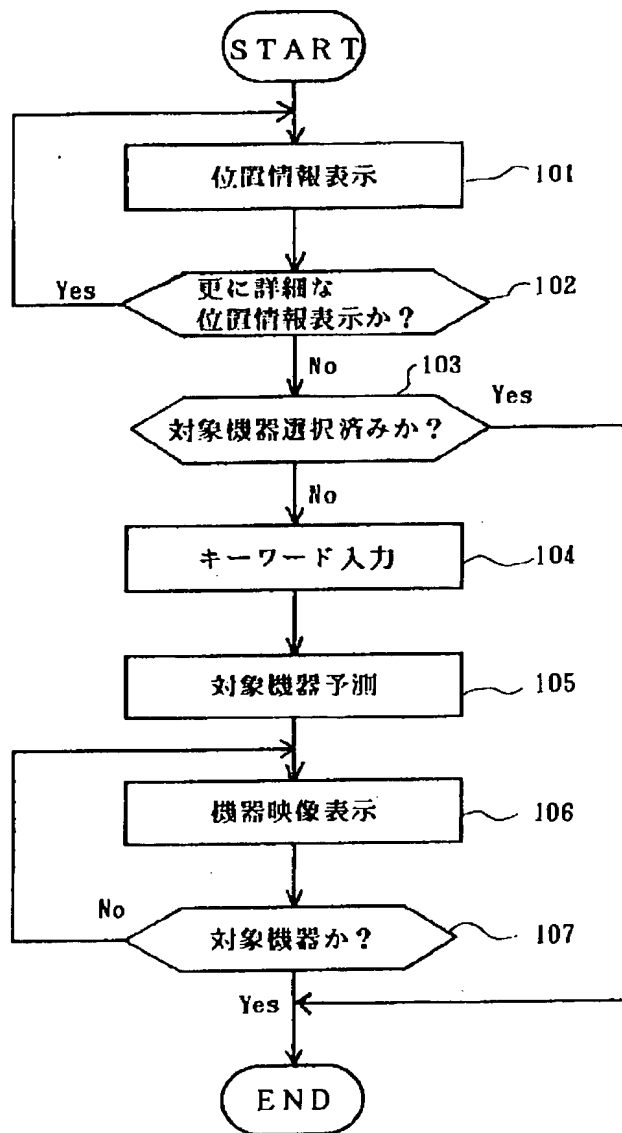 START
位置情報表示
101
更に詳細な
位置情報表示か？
102
Yes
No
103
対象機器選択済みか？
Yes
No
キーワード入力
104
対象機器予測
105
機器映像表示
106
No
対象機器か？
107
Yes
END